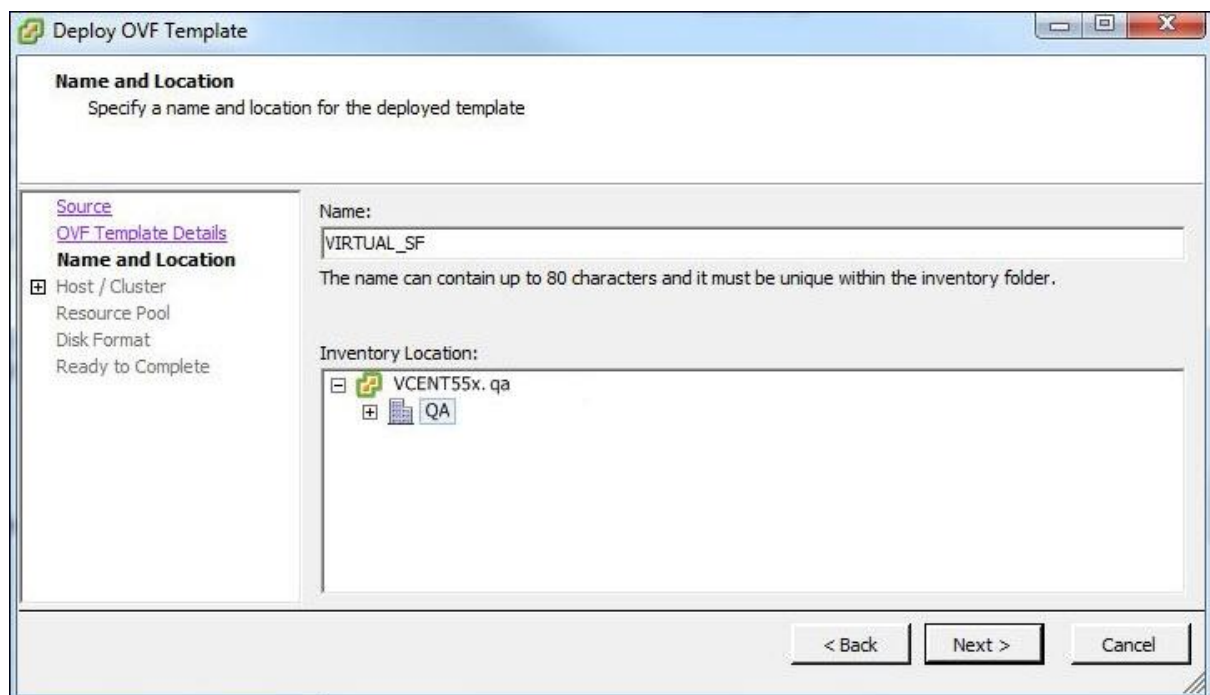 Deploy OVF Template
Name and Location
Specify a name and location for the deployed template
Source
OVF Template Details
Name and Location
Host / Cluster
Resource Pool
Disk Format
Ready to Complete
Name:
VIRTUAL_SF
The name can contain up to 80 characters and it must be unique within the inventory folder.
Inventory Location:
VCENT55x.qa
QA
< Back
Next >
Cancel